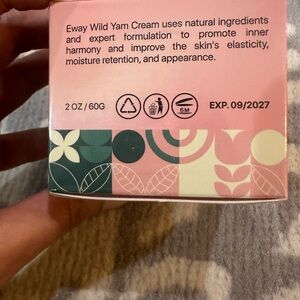 Eway Wild Yam Cream uses natural ingredients
and expert formulation to promote inner
harmony and improve the skin's elasticity,
moisture retention, and appearance.
2 OZ / 60G
6M
EXP. 09/2027